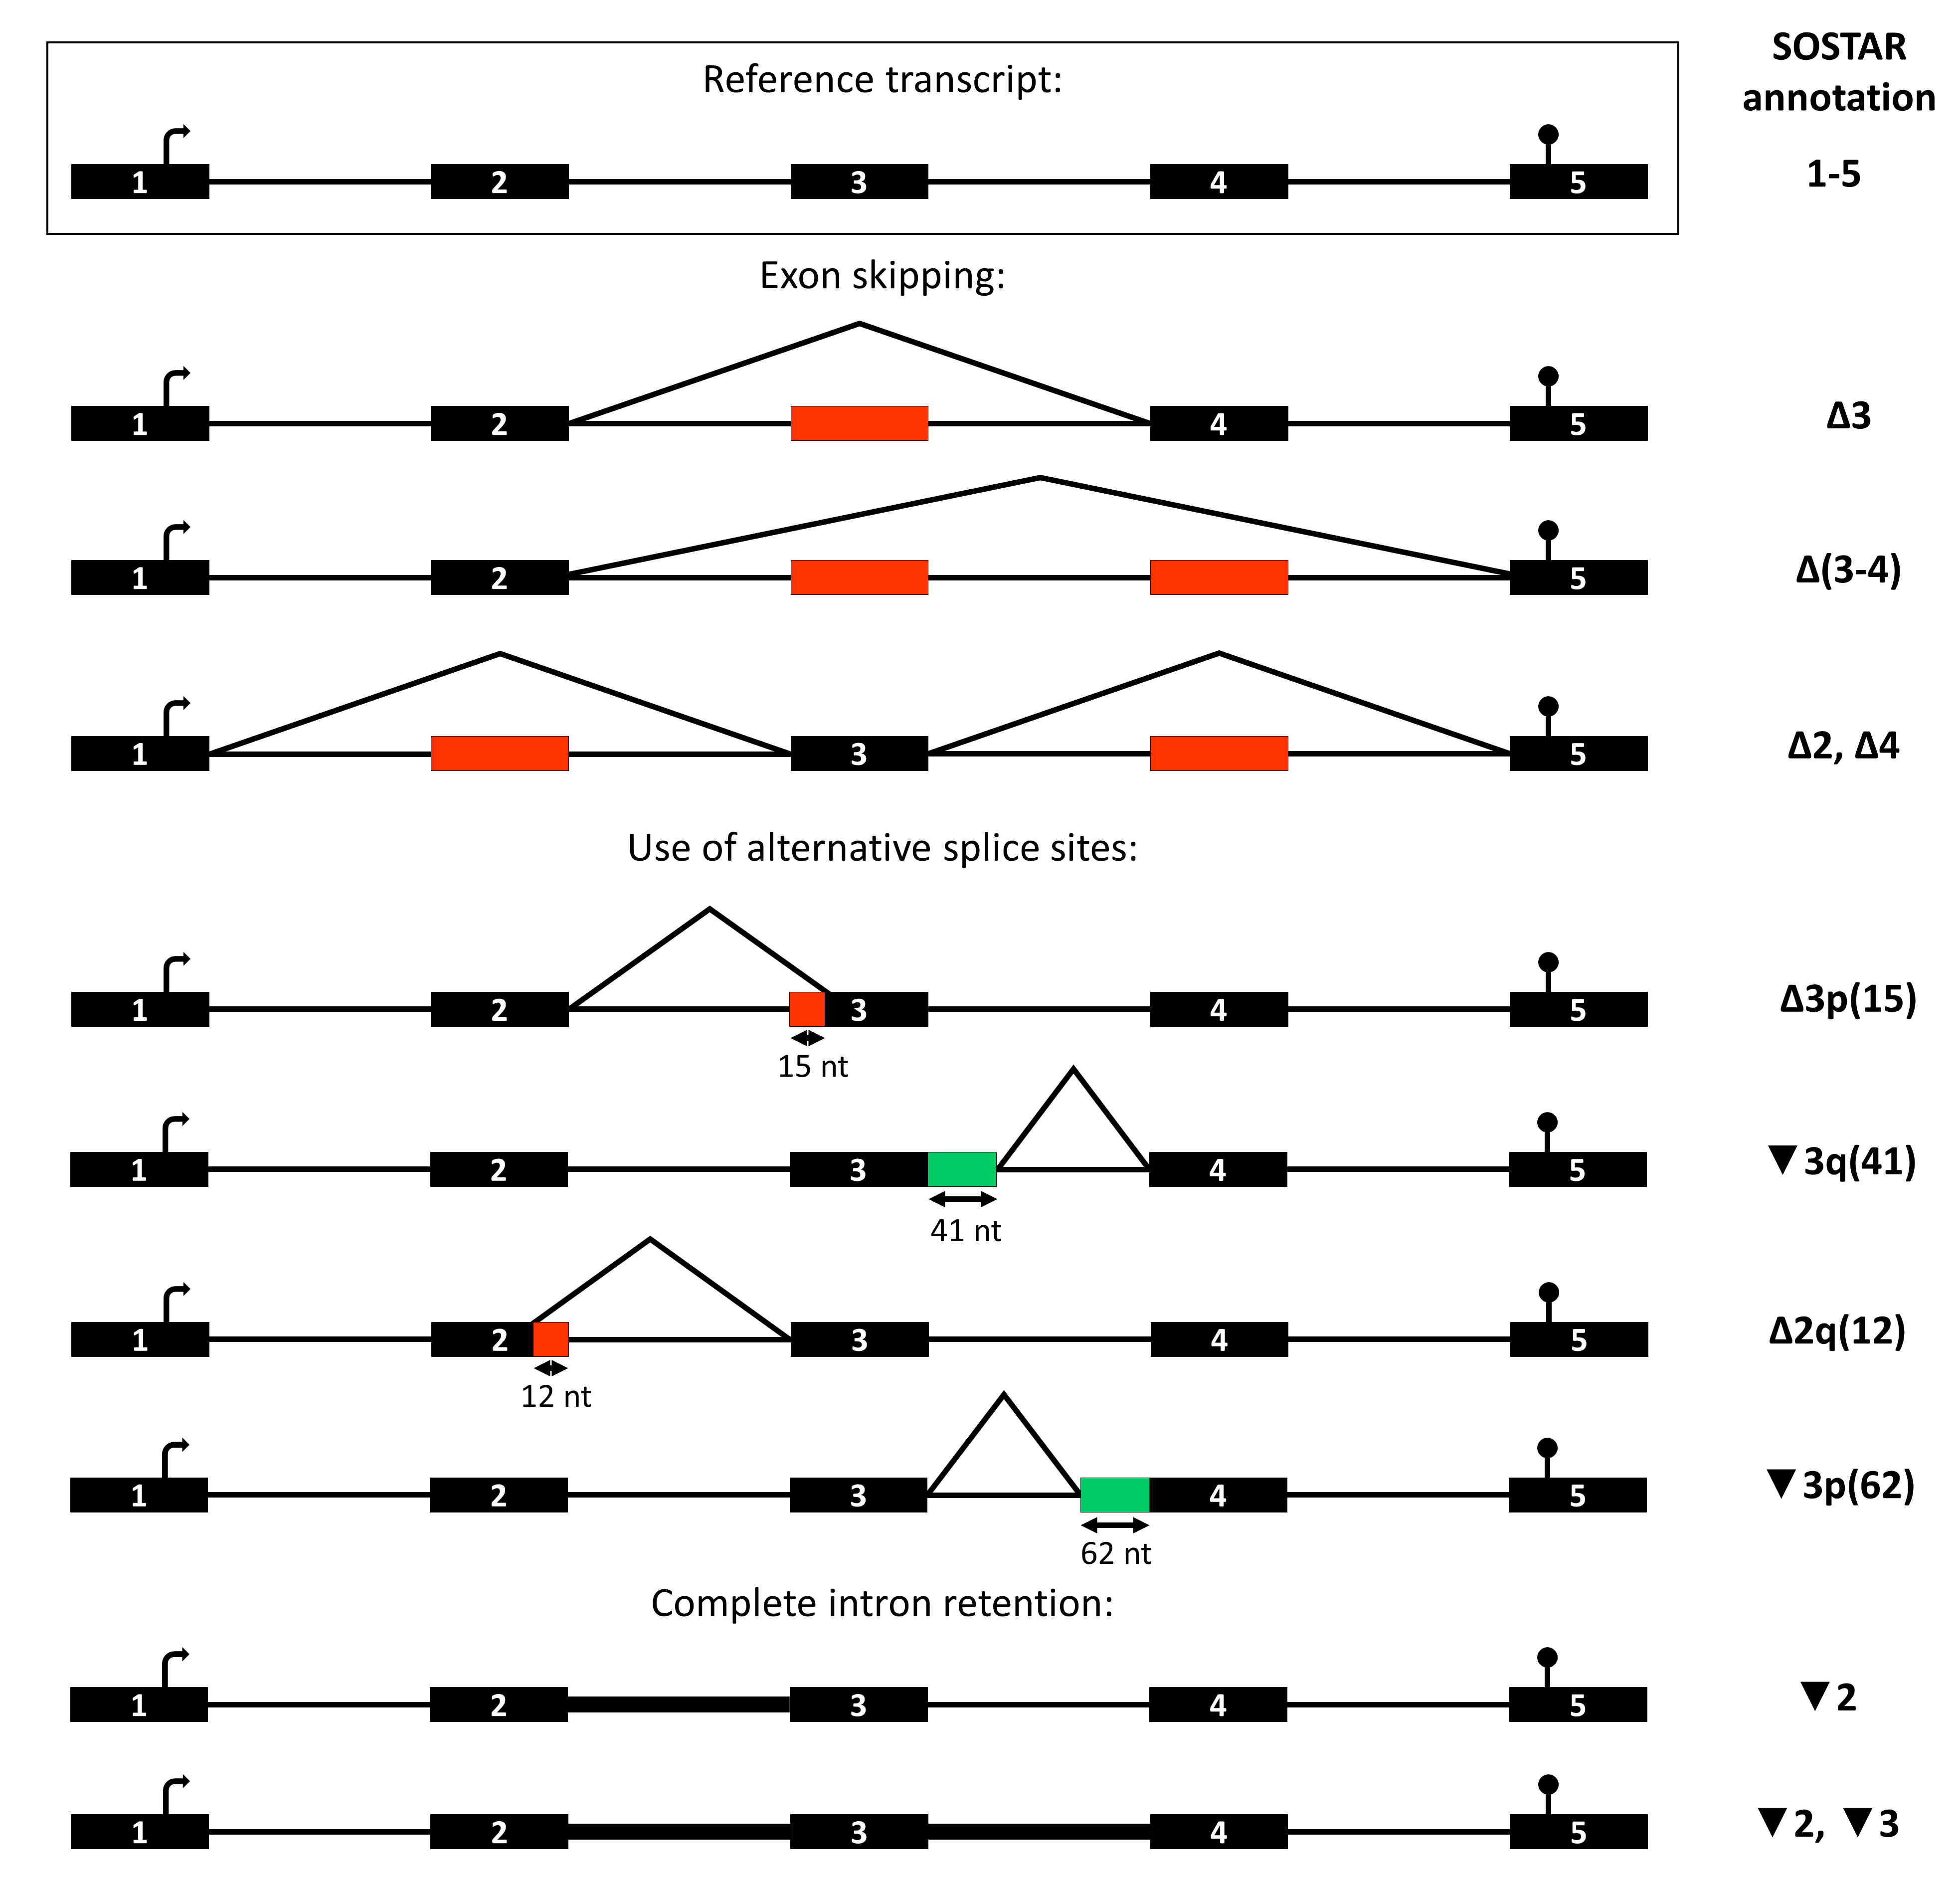 SOSTAR
annotation
Reference transcript:
1 2 3 4 5 1-5
Exon skipping:
1 2 4 5 Δ3
1 2 5 Δ(3-4)
1 3 5 Δ2, Δ4
Use of alternative splice sites:
1 2 3 4 5 Δ3p(15)
15 nt
1 2 3 4 5 ▼3q(41)
41 nt
1 2 3 4 5 Δ2q(12)
12 nt
1 2 3 4 5 ▼3p(62)
62 nt
Complete intron retention:
1 2 3 4 5 ▼2
1 2 3 4 5 ▼2, ▼3